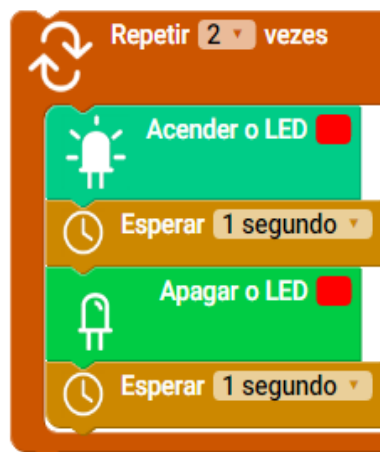 Repetir 2 vezes
Acender o LED
Esperar 1 segundo
Apagar o LED
Esperar 1 segundo